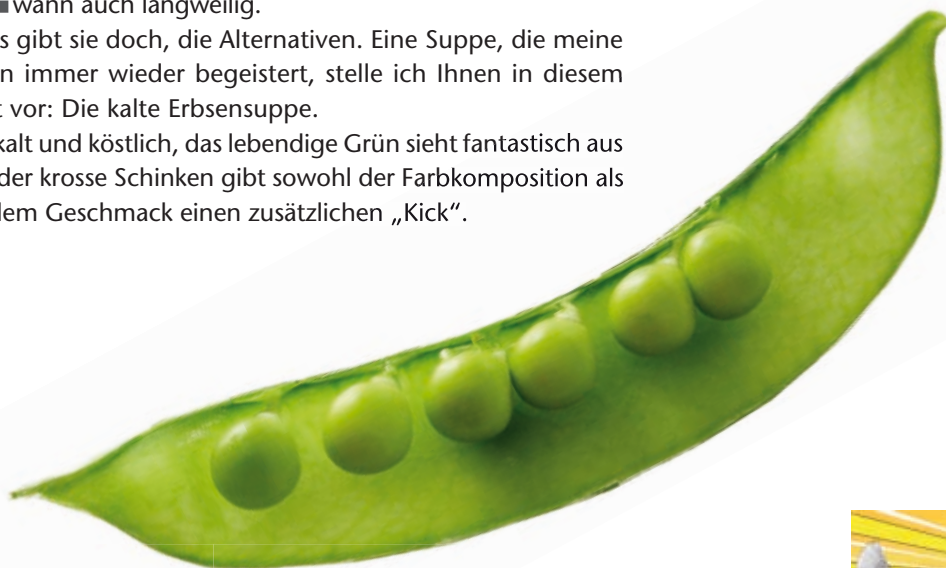 wann auch langweilig.
s gibt sie doch, die Alternativen. Eine Suppe, die meine
n immer wieder begeistert, stelle ich Ihnen in diesem
t vor: Die kalte Erbsensuppe.
kalt und köstlich, das lebendige Grün sieht fantastisch aus
der krosse Schinken gibt sowohl der Farbkomposition als
dem Geschmack einen zusätzlichen „Kick“.